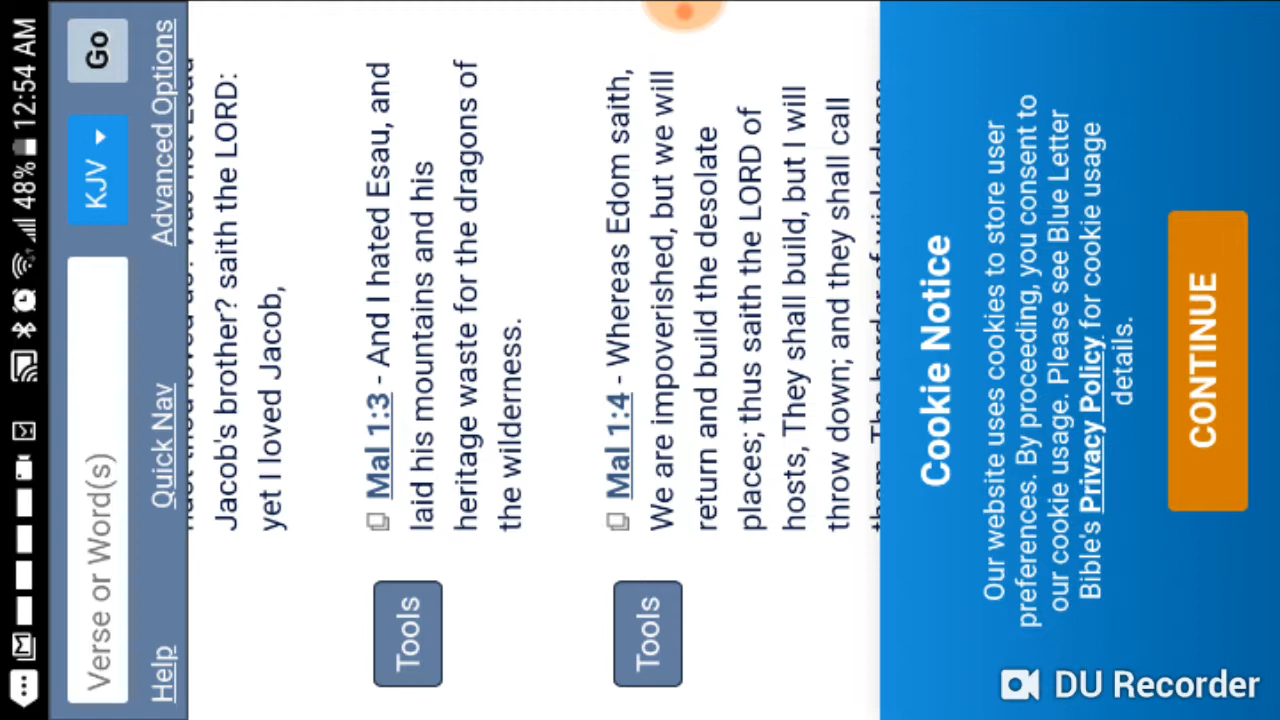 48% 12:54 AM
Verse or Word(s)
KJV
Go
Help
Quick Nav
Advanced Options
Jacob's brother? saith the LORD:
yet I loved Jacob,
Tools
Mal 1:3 - And I hated Esau, and
laid his mountains and his
heritage waste for the dragons of
the wilderness.
Tools
Mal 1:4 - Whereas Edom saith,
We are impoverished, but we will
return and build the desolate
places; thus saith the LORD of
hosts, They shall build, but I will
throw down; and they shall call
Cookie Notice
Our website uses cookies to store user
preferences. By proceeding, you consent to
our cookie usage. Please see Blue Letter
Bible's Privacy Policy for cookie usage
details.
CONTINUE
DU Recorder